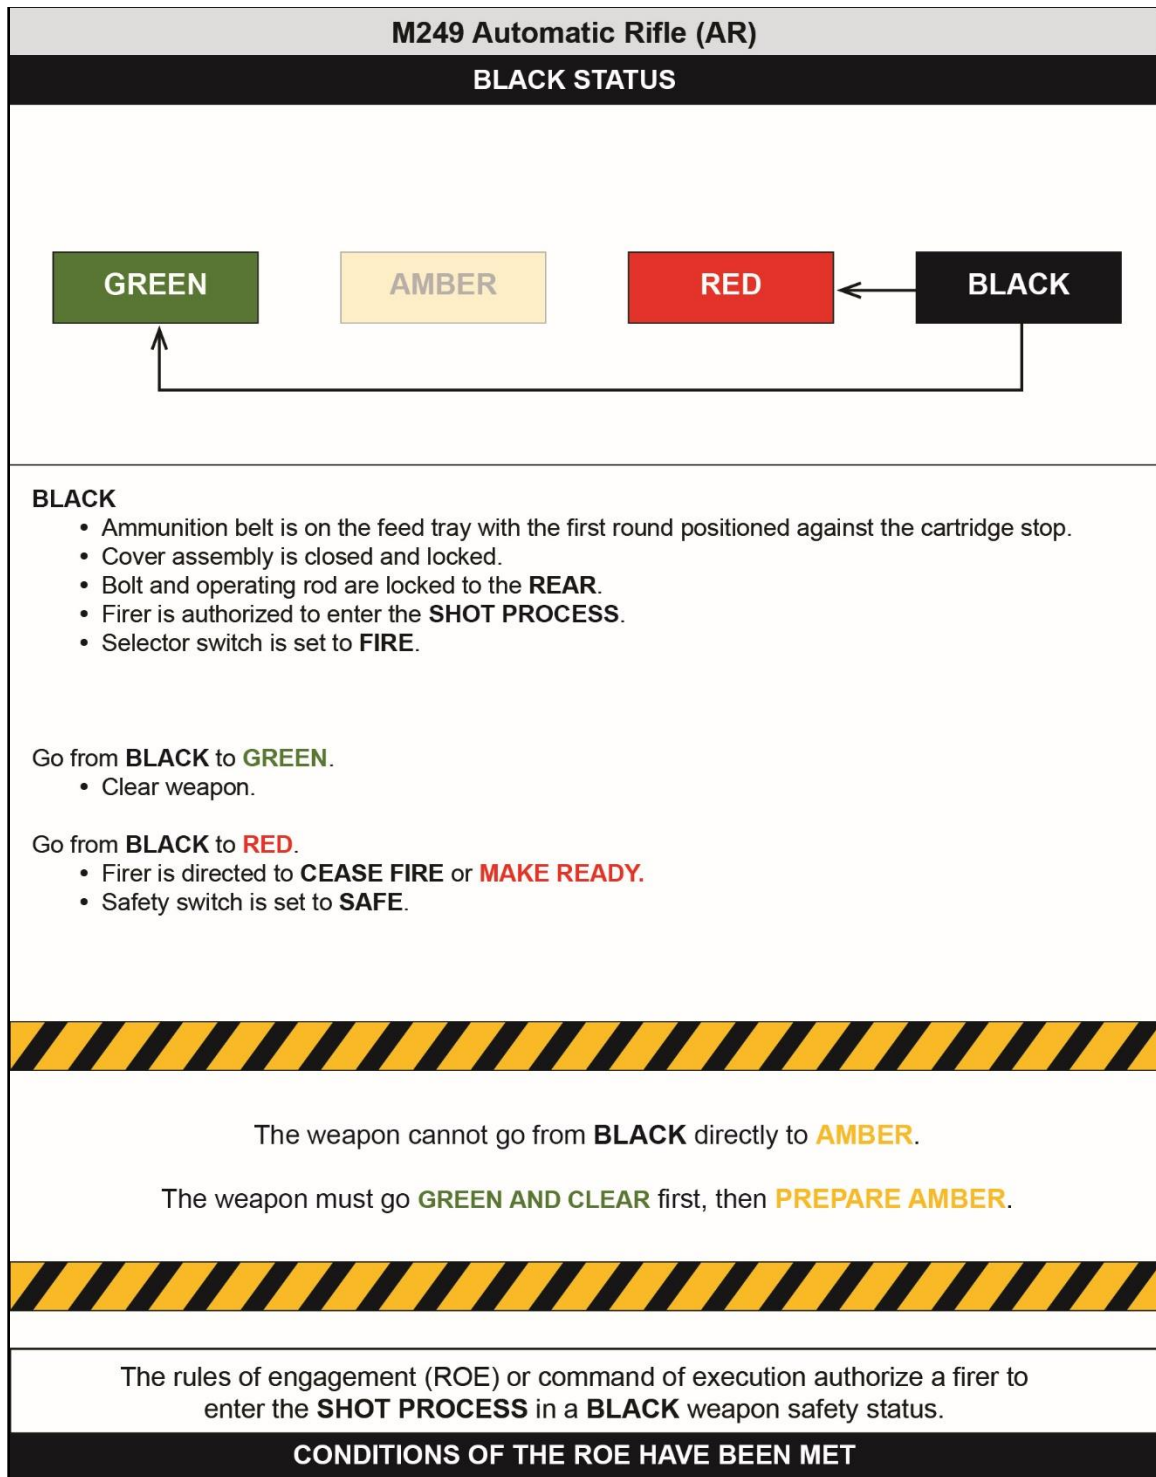 M249 Automatic Rifle (AR)
BLACK STATUS
GREEN
AMBER
RED
BLACK
BLACK
• Ammunition belt is on the feed tray with the first round positioned against the cartridge stop.
• Cover assembly is closed and locked.
• Bolt and operating rod are locked to the REAR.
• Firer is authorized to enter the SHOT PROCESS.
• Selector switch is set to FIRE.
Go from BLACK to GREEN.
• Clear weapon.
Go from BLACK to RED.
• Firer is directed to CEASE FIRE or MAKE READY.
• Safety switch is set to SAFE.
The weapon cannot go from BLACK directly to AMBER.
The weapon must go GREEN AND CLEAR first, then PREPARE AMBER.
The rules of engagement (ROE) or command of execution authorize a firer to
enter the SHOT PROCESS in a BLACK weapon safety status.
CONDITIONS OF THE ROE HAVE BEEN MET